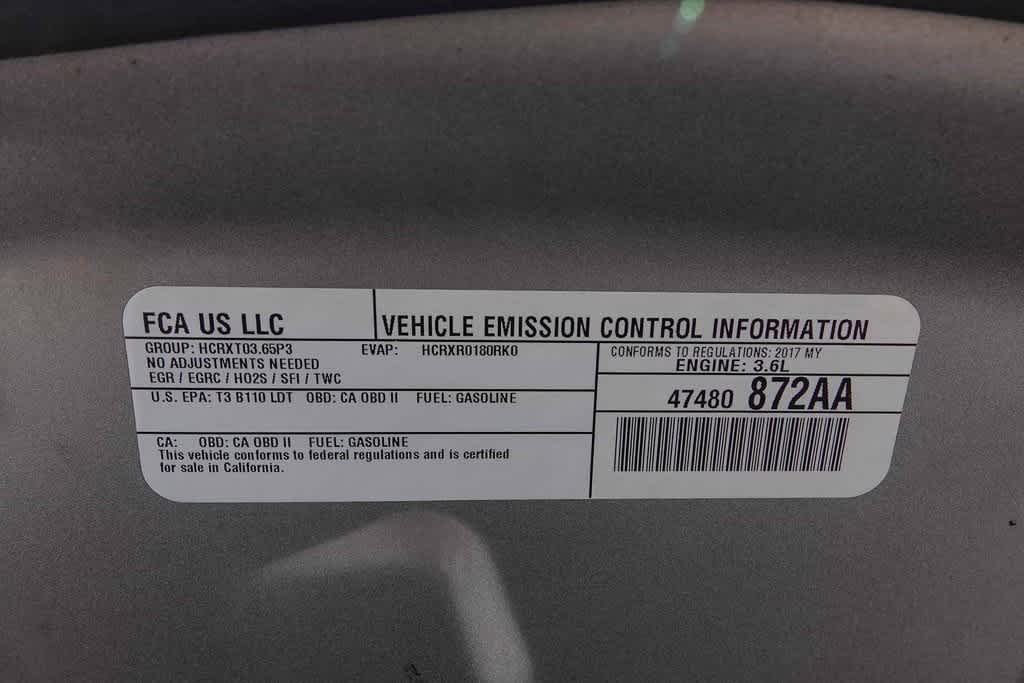 FCA US LLC
VEHICLE EMISSION CONTROL INFORMATION
GROUP: HCRXT03.65P3 EVAP: HCRXR0180RK0
NO ADJUSTMENTS NEEDED
EGR / EGRC / HO2S / SFI / TWC
U.S. EPA: T3 B110 LDT OBD: CA OBD II FUEL: GASOLINE
CA: OBD: CA OBD II FUEL: GASOLINE
This vehicle conforms to federal regulations and is certified
for sale in California.
CONFORMS TO REGULATIONS: 2017 MY
ENGINE: 3.6L
47480 872AA